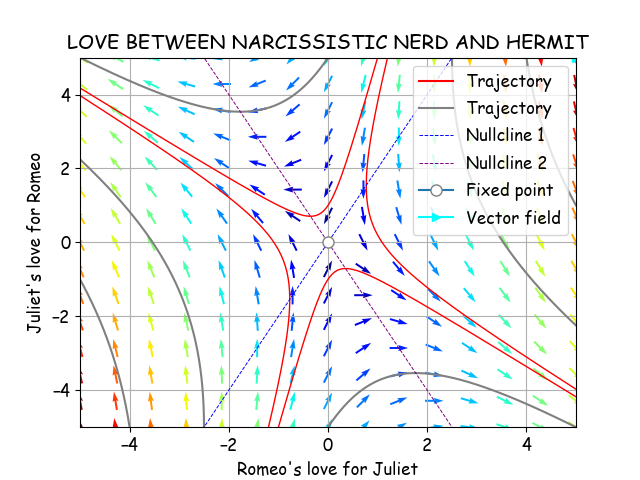 LOVE BETWEEN NARCISSISTIC NERD AND HERMIT
Trajectory
Trajectory
Nullcline 1
Nullcline 2
Fixed point
Vector field
Juliet's love for Romeo
4
2
0
−2
−4
−4
−2
0
2
4
Romeo's love for Juliet